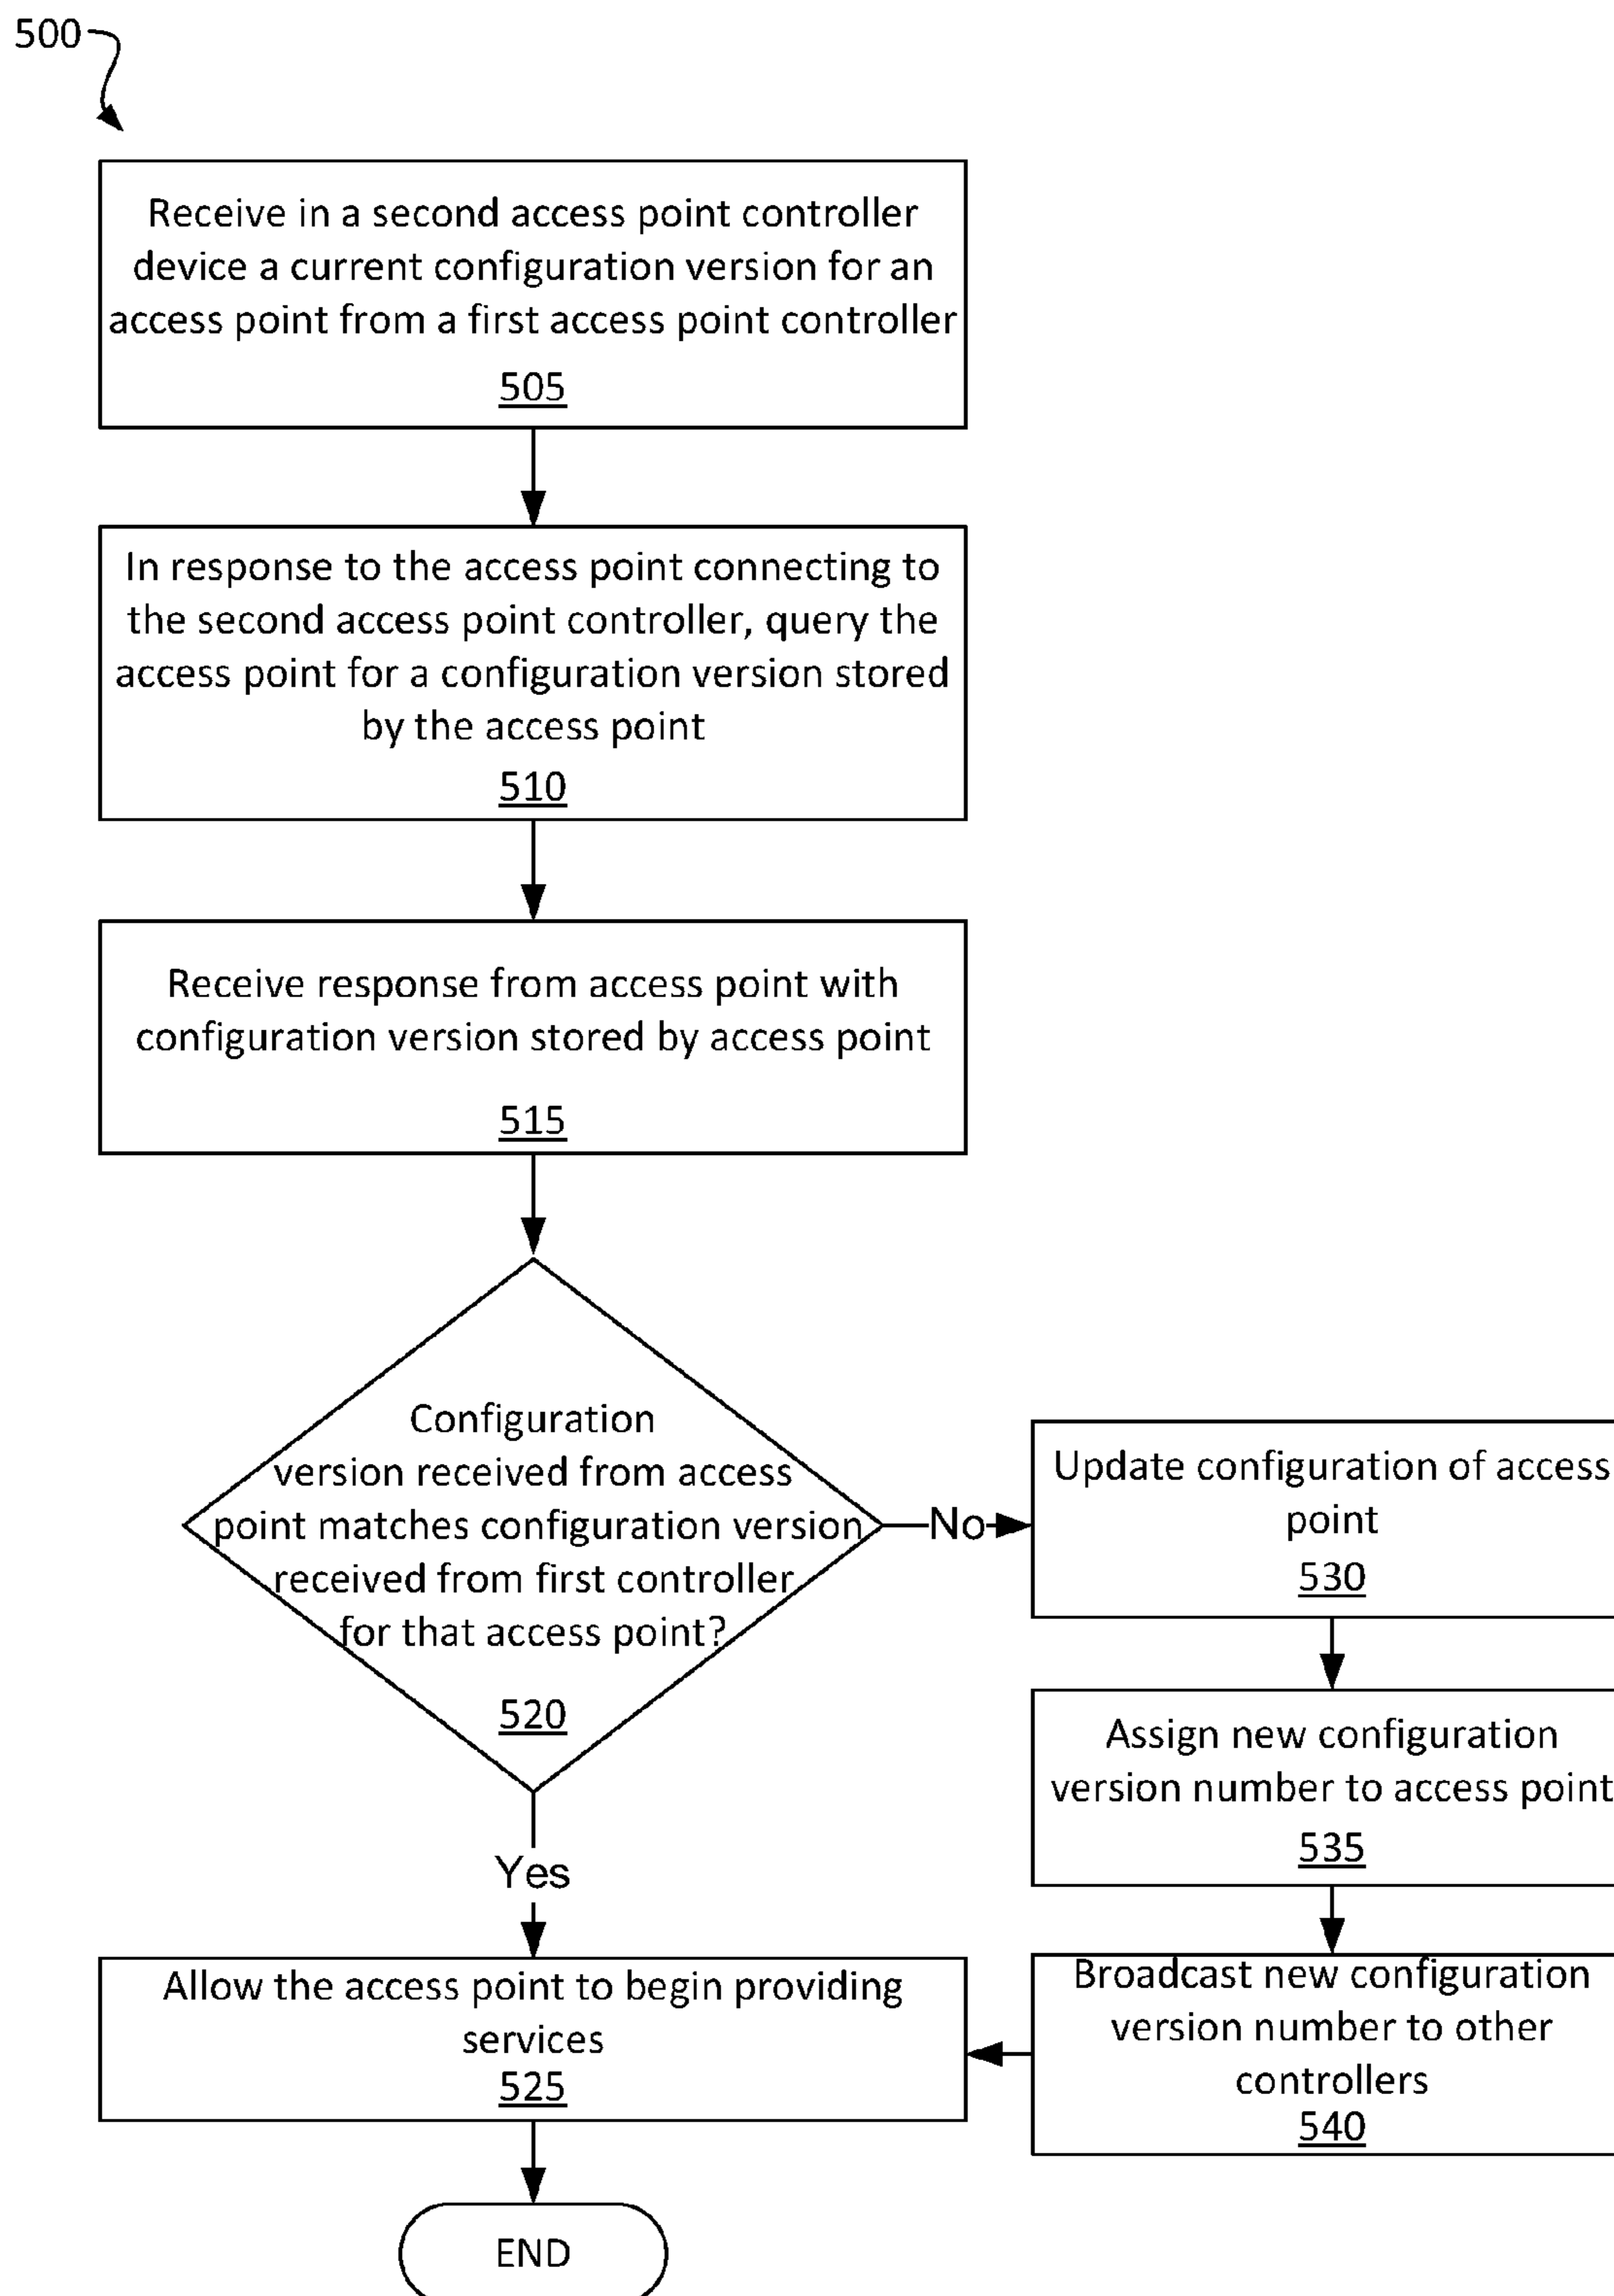 500
Receive in a second access point controller
device a current configuration version for an
access point from a first access point controller
505
In response to the access point connecting to
the second access point controller, query the
access point for a configuration version stored
by the access point
510
Receive response from access point with
configuration version stored by access point
515
Configuration
version received from access
point matches configuration version
received from first controller
for that access point?
520
No
Update configuration of access
point
530
Assign new configuration
version number to access point
535
Broadcast new configuration
version number to other
controllers
540
Yes
Allow the access point to begin providing
services
525
END